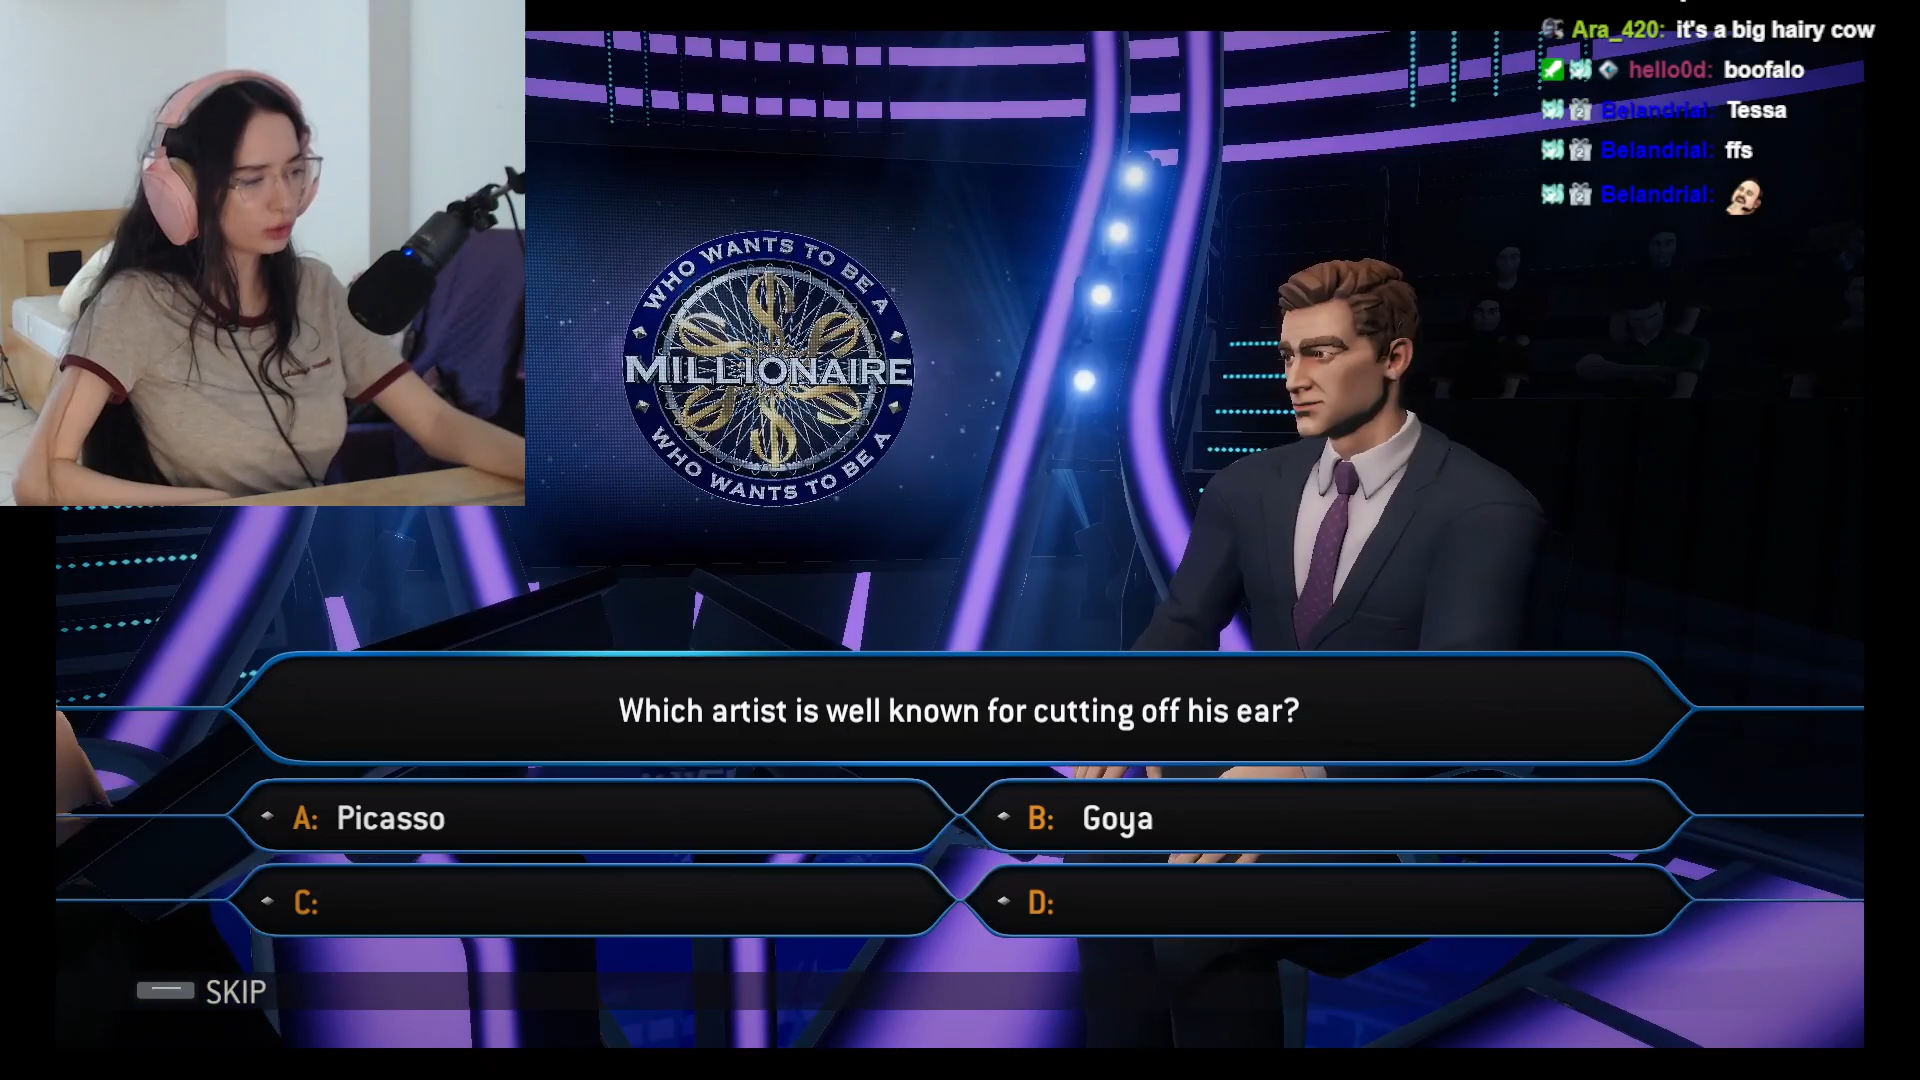 Ara_420: it's a big hairy cow
hello0d: boofalo
Belandrial: Tessa
Belandrial: ffs
Belandrial:
WHO WANTS TO BE A
MILLIONAIRE
WHO WANTS TO BE A
Which artist is well known for cutting off his ear?
A: Picasso
B: Goya
C:
D:
SKIP